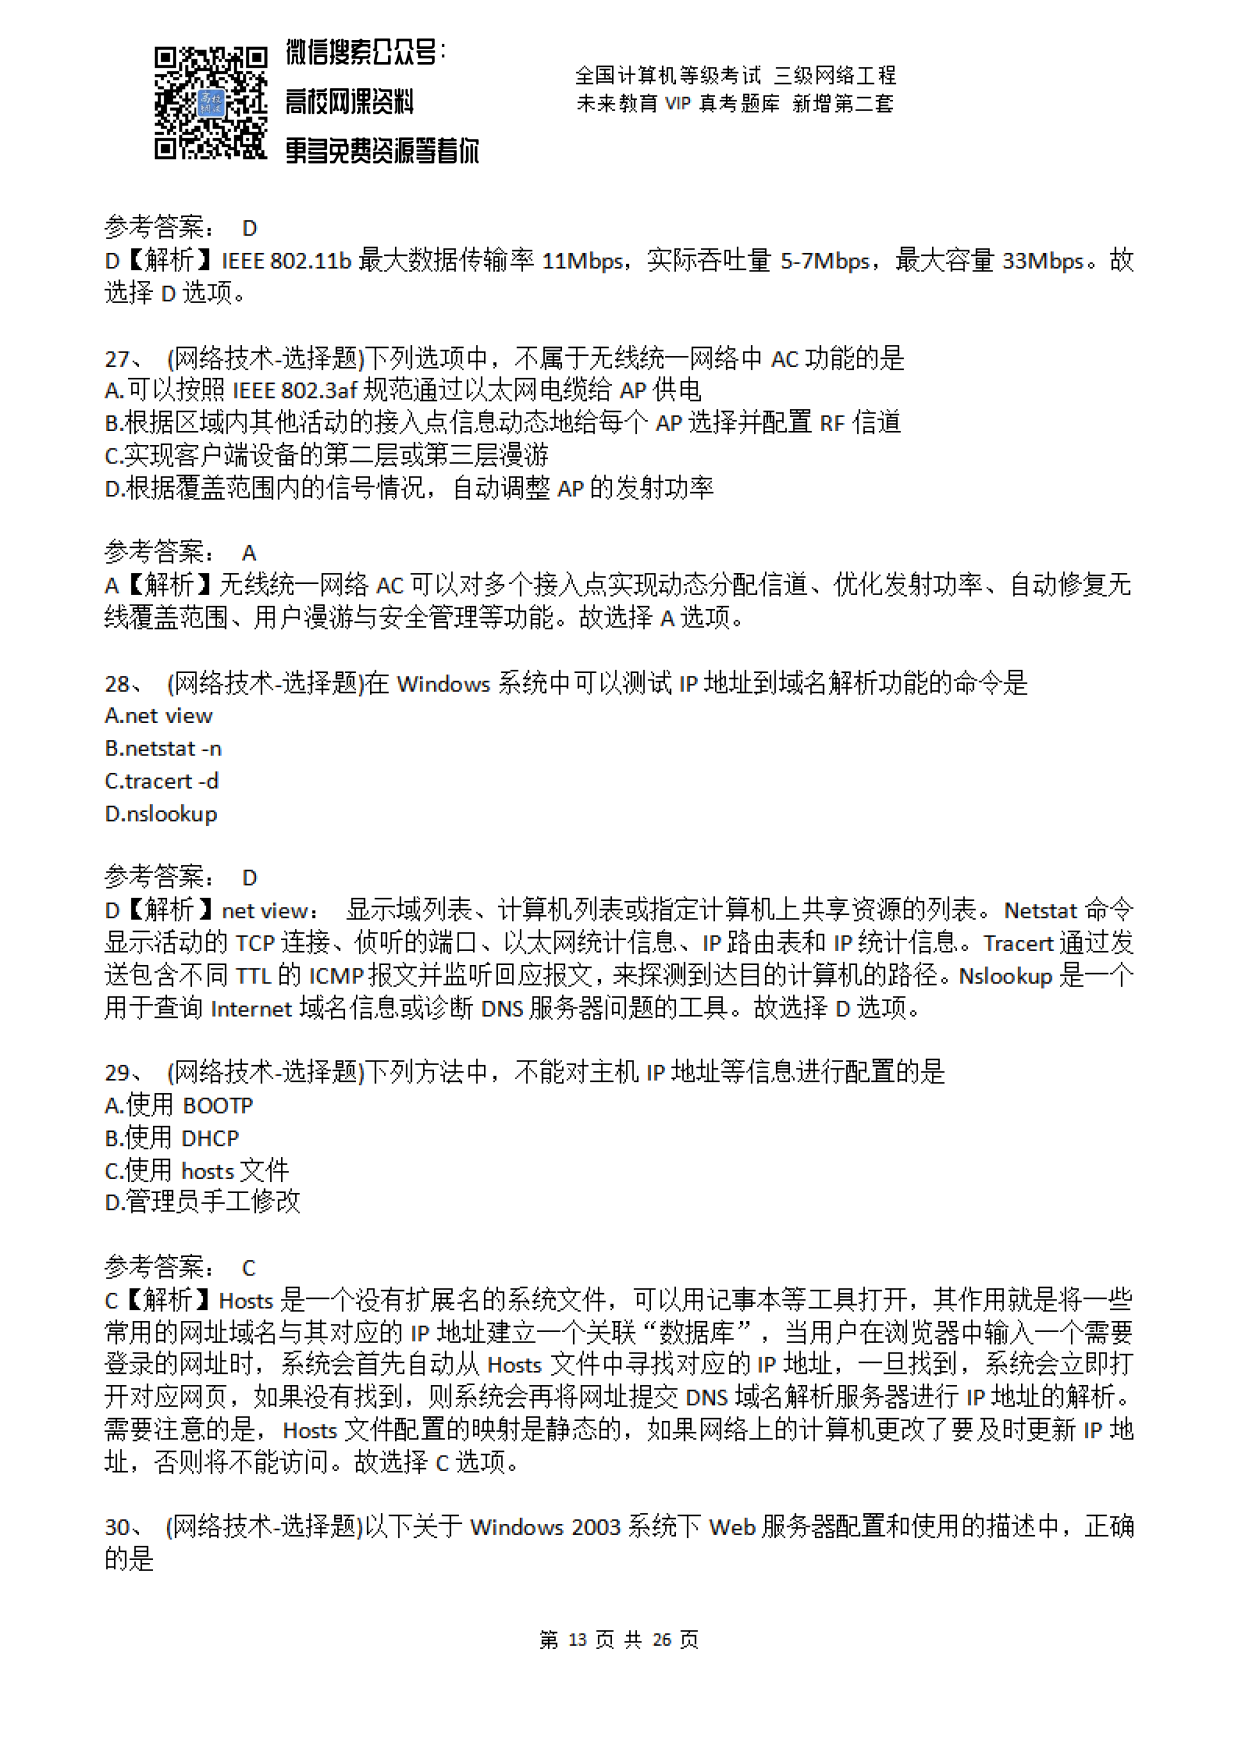 微信搜索公众号：
高校网课资料
更多免费资源等着你
全国计算机等级考试 三级网络工程
未来教育 VIP 真考题库 新增第二套
参考答案： D
D【解析】IEEE 802.11b 最大数据传输率 11Mbps，实际吞吐量 5-7Mbps，最大容量 33Mbps。故
选择 D 选项。
27、 (网络技术-选择题)下列选项中，不属于无线统一网络中 AC 功能的是
A.可以按照 IEEE 802.3af 规范通过以太网电缆给 AP 供电
B.根据区域内其他活动的接入点信息动态地给每个 AP 选择并配置 RF 信道
C.实现客户端设备的第二层或第三层漫游
D.根据覆盖范围内的信号情况，自动调整 AP 的发射功率
参考答案： A
A【解析】无线统一网络 AC 可以对多个接入点实现动态分配信道、优化发射功率、自动修复无
线覆盖范围、用户漫游与安全管理等功能。故选择 A 选项。
28、 (网络技术-选择题)在 Windows 系统中可以测试 IP 地址到域名解析功能的命令是
A.net view
B.netstat -n
C.tracert -d
D.nslookup
参考答案： D
D【解析】net view： 显示域列表、计算机列表或指定计算机上共享资源的列表。Netstat 命令
显示活动的 TCP 连接、侦听的端口、以太网统计信息、IP 路由表和 IP 统计信息。Tracert 通过发
送包含不同 TTL 的 ICMP 报文并监听回应报文，来探测到达目的计算机的路径。Nslookup 是一个
用于查询 Internet 域名信息或诊断 DNS 服务器问题的工具。故选择 D 选项。
29、 (网络技术-选择题)下列方法中，不能对主机 IP 地址等信息进行配置的是
A.使用 BOOTP
B.使用 DHCP
C.使用 hosts 文件
D.管理员手工修改
参考答案： C
C【解析】Hosts 是一个没有扩展名的系统文件，可以用记事本等工具打开，其作用就是将一些
常用的网址域名与其对应的 IP 地址建立一个关联“数据库”，当用户在浏览器中输入一个需要
登录的网址时，系统会首先自动从 Hosts 文件中寻找对应的 IP 地址，一旦找到，系统会立即打
开对应网页，如果没有找到，则系统会再将网址提交 DNS 域名解析服务器进行 IP 地址的解析。
需要注意的是，Hosts 文件配置的映射是静态的，如果网络上的计算机更改了要及时更新 IP 地
址，否则将不能访问。故选择 C 选项。
30、 (网络技术-选择题)以下关于 Windows 2003 系统下 Web 服务器配置和使用的描述中，正确
的是
第 13 页 共 26 页